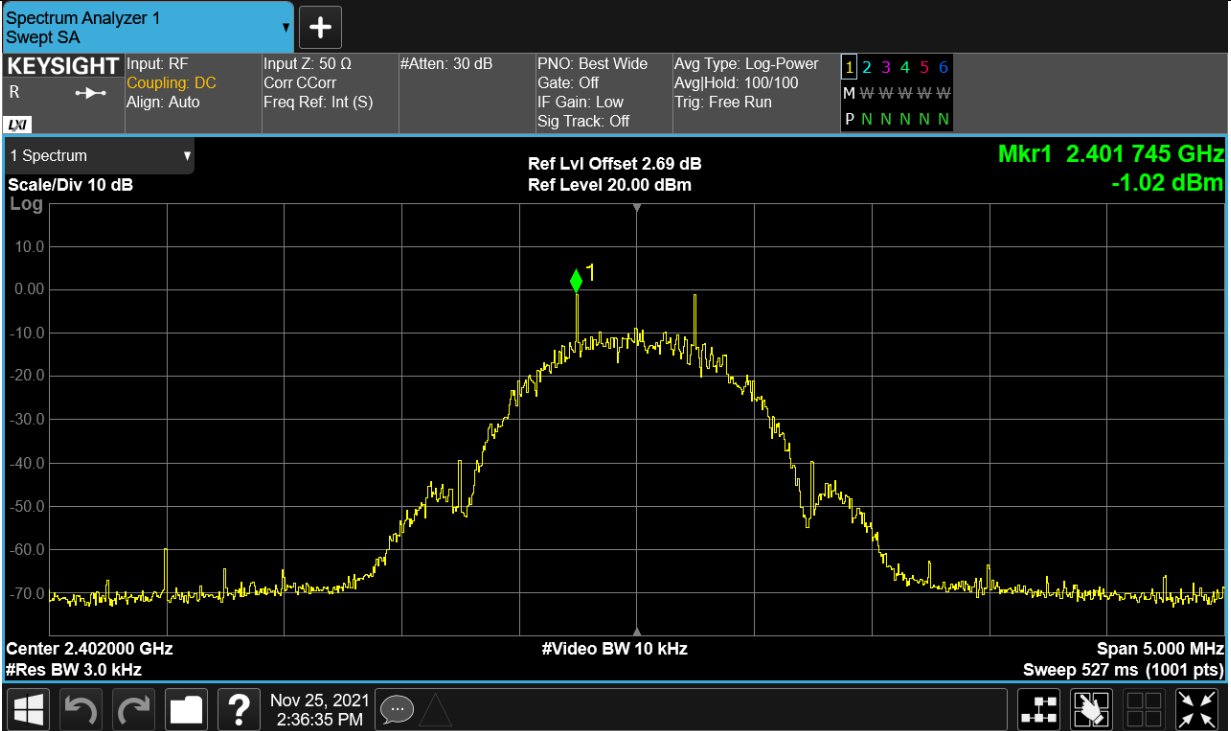 Spectrum Analyzer 1
Swept SA
KEYSIGHT
R
LXI
Input: RF
Coupling: DC
Align: Auto
Input Z: 50 Ω
Corr CCorr
Freq Ref: Int (S)
#Atten: 30 dB
PNO: Best Wide
Gate: Off
IF Gain: Low
Sig Track: Off
Avg Type: Log-Power
Avg|Hold: 100/100
Trig: Free Run
1 2 3 4 5 6
M W W W W W
P N N N N N
1 Spectrum
Scale/Div 10 dB
Log
Ref Lvl Offset 2.69 dB
Ref Level 20.00 dBm
Mkr1 2.401 745 GHz
-1.02 dBm
1
10.0
0.00
-10.0
-20.0
-30.0
-40.0
-50.0
-60.0
-70.0
Center 2.402000 GHz
#Res BW 3.0 kHz
#Video BW 10 kHz
Span 5.000 MHz
Sweep 527 ms (1001 pts)
?
Nov 25, 2021
2:36:35 PM